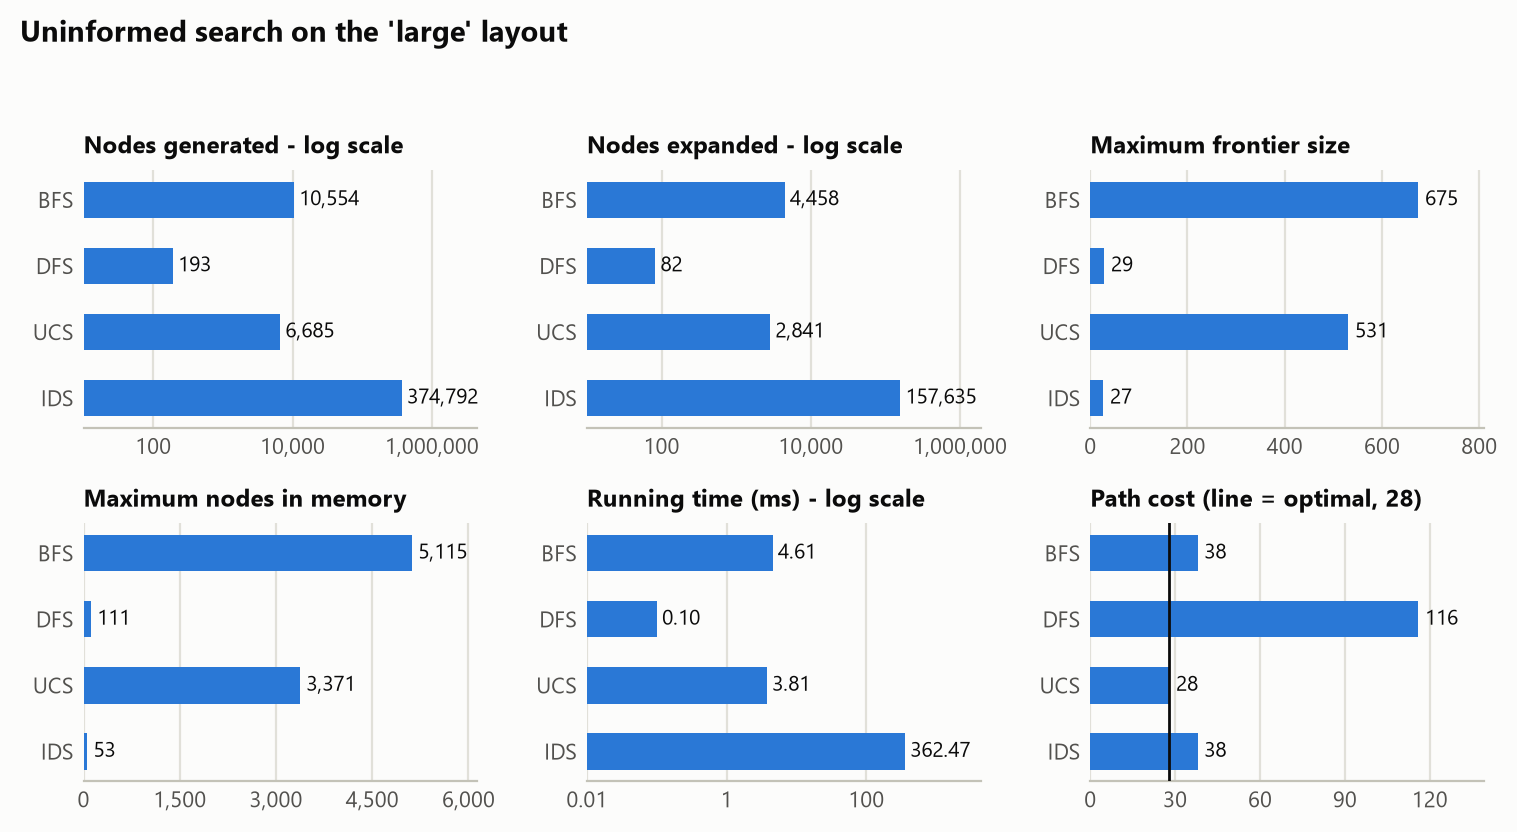 Uninformed search on the 'large' layout
Nodes generated - log scale
BFS 10,554
DFS 193
UCS 6,685
IDS 374,792
100 10,000 1,000,000
Nodes expanded - log scale
BFS 4,458
DFS 82
UCS 2,841
IDS 157,635
100 10,000 1,000,000
Maximum frontier size
BFS 675
DFS 29
UCS 531
IDS 27
0 200 400 600 800
Maximum nodes in memory
BFS 5,115
DFS 111
UCS 3,371
IDS 53
0 1,500 3,000 4,500 6,000
Running time (ms) - log scale
BFS 4.61
DFS 0.10
UCS 3.81
IDS 362.47
0.01 1 100
Path cost (line = optimal, 28)
BFS 38
DFS 116
UCS 28
IDS 38
0 30 60 90 120